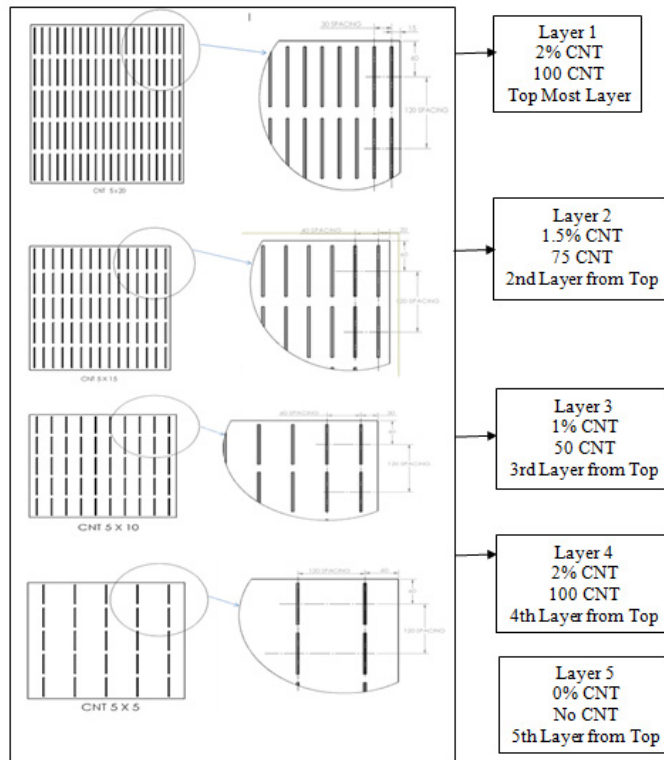 30 SPACING
15
60
120 SPACING
CNT 5x20
Layer 1
2% CNT
100 CNT
Top Most Layer
40 SPACING
20
120 SPACING
CNT 5 X 15
Layer 2
1.5% CNT
75 CNT
2nd Layer from Top
60 SPACING
30
120 SPACING
CNT 5 X 10
Layer 3
1% CNT
50 CNT
3rd Layer from Top
120 SPACING
60
60
120 SPACING
CNT 5 X 5
Layer 4
2% CNT
100 CNT
4th Layer from Top
Layer 5
0% CNT
No CNT
5th Layer from Top